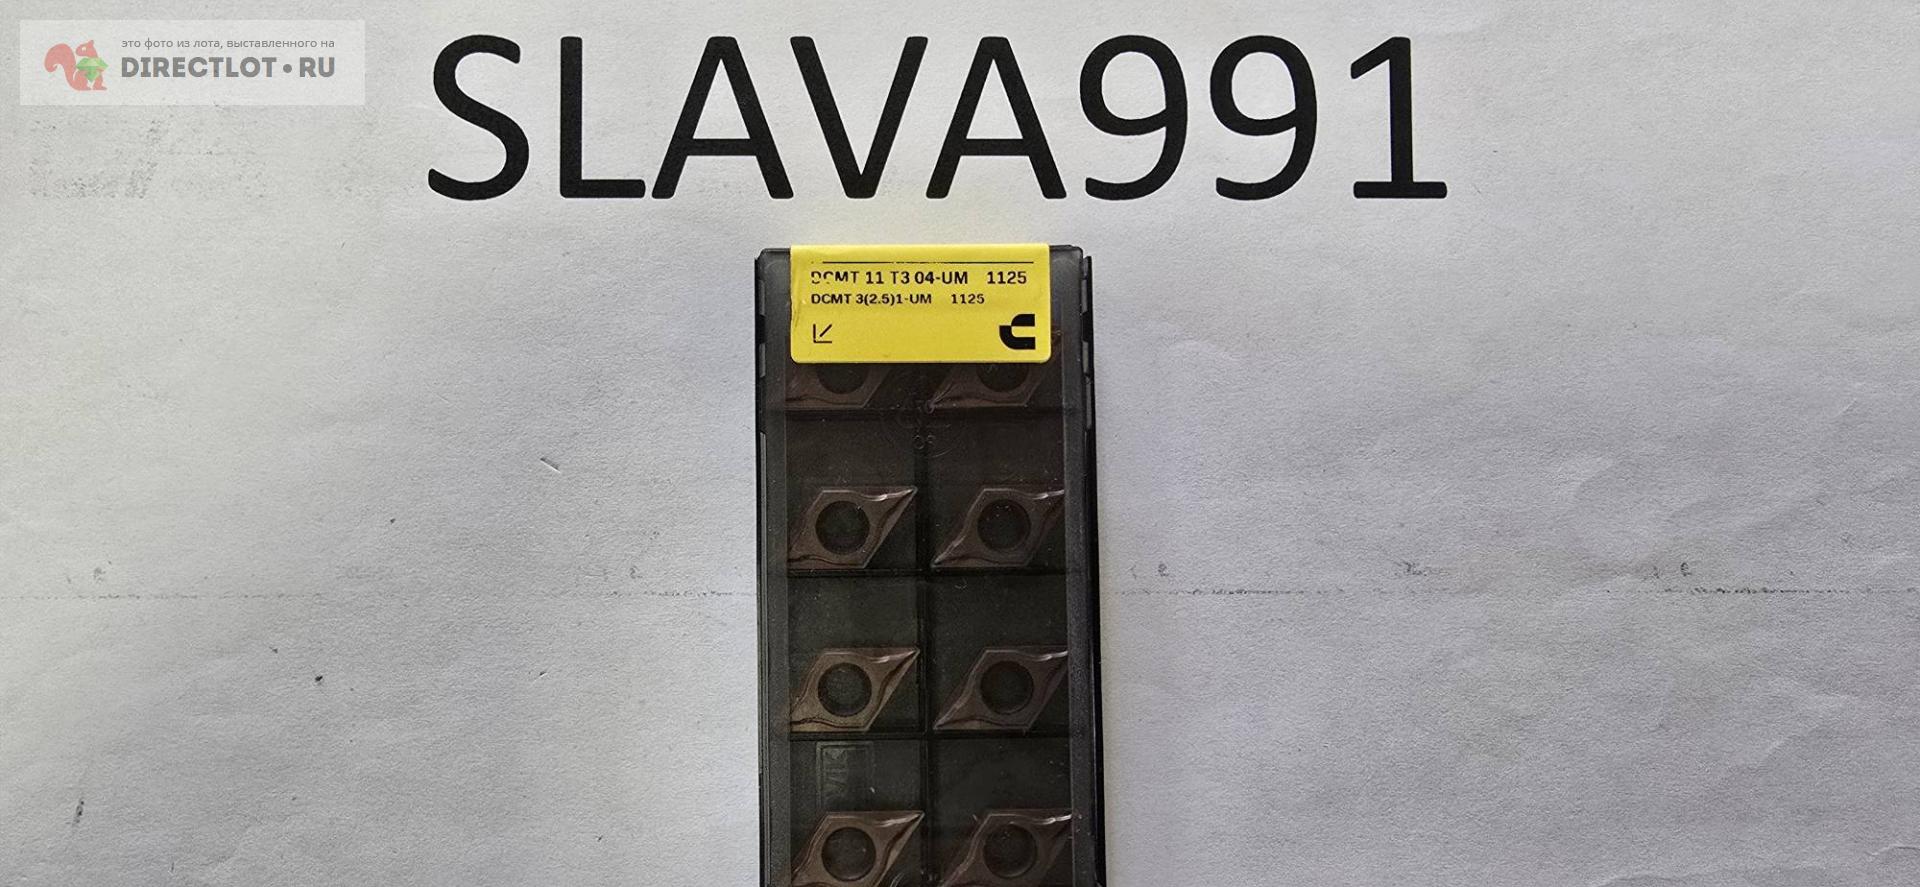 это фото из лота, выставленного на
DIRECTLOT•RU
SLAVA991
DCMT 11 T3 04-UM 1125
DCMT 3(2.5)1-UM 1125